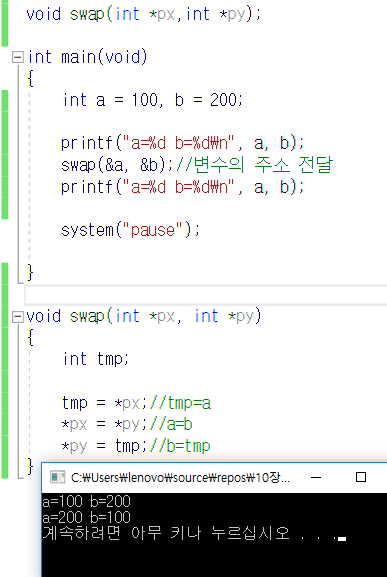 void swap(int *px,int *py);
int main(void)
{
int a = 100, b = 200;
printf("a=%d b=%d₩n", a, b);
swap(&a, &b);//변수의 주소 전달
printf("a=%d b=%d₩n", a, b);
system("pause");
}
void swap(int *px, int *py)
{
int tmp;
tmp = *px;//tmp=a
*px = *py;//a=b
*py = tmp;//b=tmp
}
C:₩Users₩lenovo₩source₩repos₩10장...
a=100 b=200
a=200 b=100
계속하려면 아무 키나 누르십시오 . . .